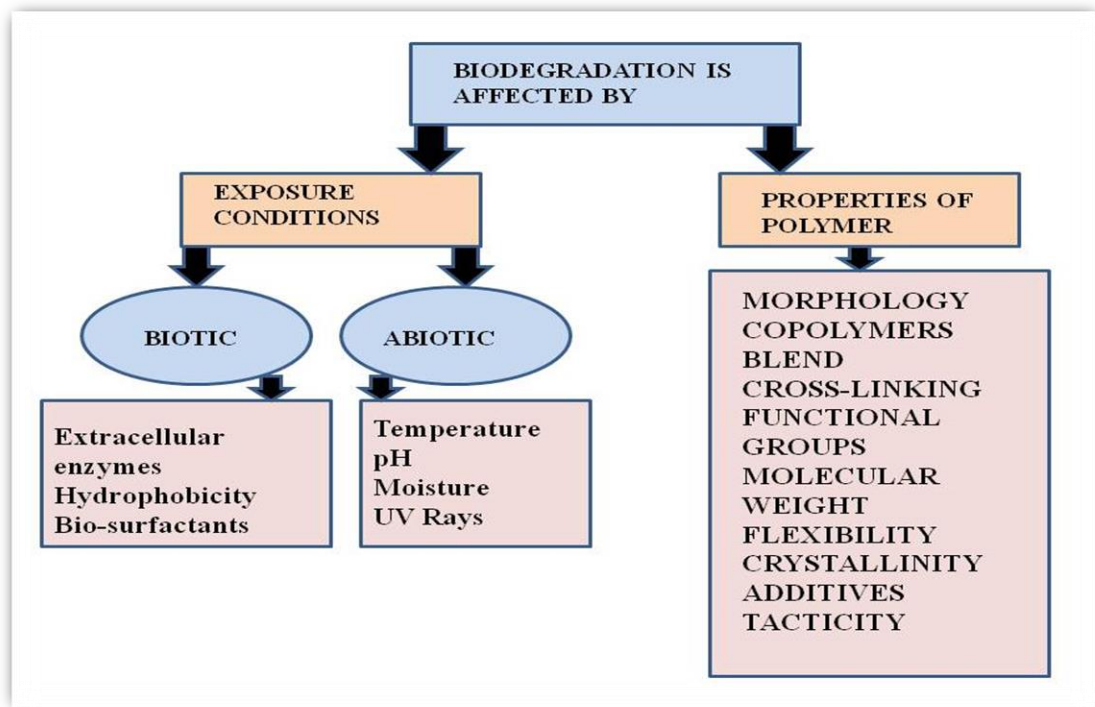 BIODEGRADATION IS
AFFECTED BY
EXPOSURE
CONDITIONS
PROPERTIES OF
POLYMER
BIOTIC
ABIOTIC
Extracellular
enzymes
Hydrophobicity
Bio-surfactants
Temperature
pH
Moisture
UV Rays
MORPHOLOGY
COPOLYMERS
BLEND
CROSS-LINKING
FUNCTIONAL
GROUPS
MOLECULAR
WEIGHT
FLEXIBILITY
CRYSTALLINITY
ADDITIVES
TACTICITY